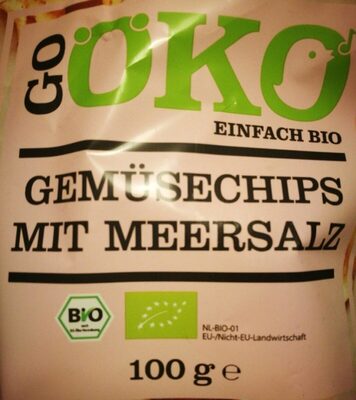 GO ÖKO
EINFACH BIO
GEMÜSECHIPS
MIT MEERSALZ
Bio
NL-BIO-01
EU-/Nicht-EU-Landwirtschaft
100 g e